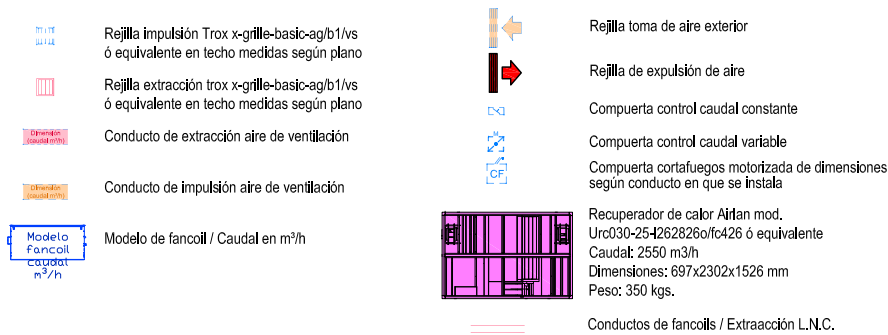 Rejilla impulsión Trox x-grille-basic-ag/b1/vs
ó equivalente en techo medidas según plano
Rejilla extracción trox x-grille-basic-ag/b1/vs
ó equivalente en techo medidas según plano
Dimensión
(caudal m³/h)
Conducto de extracción aire de ventilación
Dimensión
(caudal m³/h)
Conducto de impulsión aire de ventilación
Modelo
fancoil
caudal
m³/h
Modelo de fancoil / Caudal en m³/h
Rejilla toma de aire exterior
Rejilla de expulsión de aire
Compuerta control caudal constante
M
Compuerta control caudal variable
CF
Compuerta cortafuegos motorizada de dimensiones
según conducto en que se instala
Recuperador de calor Airlan mod.
Urc030-25-I262826o/fc426 ó equivalente
Caudal: 2550 m3/h
Dimensiones: 697x2302x1526 mm
Peso: 350 kgs.
Conductos de fancoils / Extraacción L.N.C.